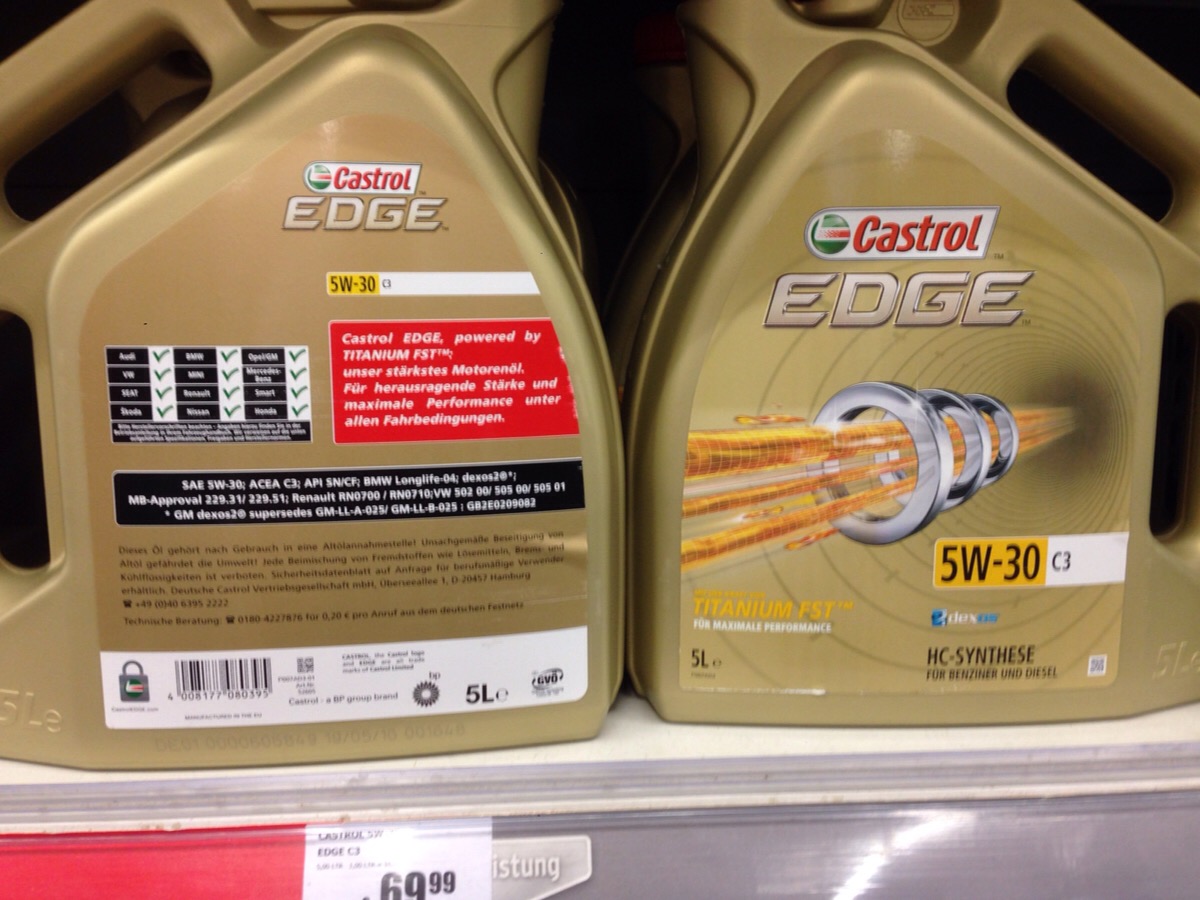 Castrol
EDGE
5W-30 C3
Audi BMW Opel/GM
VW MINI Mercedes-Benz
SEAT Renault Smart
Škoda Nissan Honda
Castrol EDGE, powered by
TITANIUM FST™;
unser stärkstes Motorenöl.
Für herausragende Stärke und
maximale Performance unter
allen Fahrbedingungen.
SAE 5W-30; ACEA C3; API SN/CF; BMW Longlife-04; dexos2®*;
MB-Approval 229.31/ 229.51; Renault RN0700 / RN0710;VW 502 00/ 505 00/ 505 01
* GM dexos2® supersedes GM-LL-A-025/ GM-LL-B-025 : GB2E0209082
Dieses Öl gehört nach Gebrauch in eine Altölannahmestelle! Unsachgemäße Beseitigung von
Altöl gefährdet die Umwelt! Jede Beimischung von Fremdstoffen wie Lösemitteln, Brems- und
Kühlflüssigkeiten ist verboten. Sicherheitsdatenblatt auf Anfrage für berufsmäßige Verwender
erhältlich. Deutsche Castrol Vertriebsgesellschaft mbH, Überseeallee 1, D-20457 Hamburg
☎ +49 (0)40 6395 2222
Technische Beratung: ☎ 0180-4227876 für 0,20 € pro Anruf aus dem deutschen Festnetz
CASTROL, the Castrol logo
and EDGE are all trade
marks of Castrol Limited
4 008177 080395
Castrol - a BP group brand
bp
5L e
CastrolEDGE.com
MANUFACTURED IN THE EU
5L e
Castrol™
EDGE™
5W-30 C3
TITANIUM FST™
FÜR MAXIMALE PERFORMANCE
dexos
5L e
HC-SYNTHESE
FÜR BENZINER UND DIESEL
5L
CASTROL 5W
EDGE C3
69 99
istung